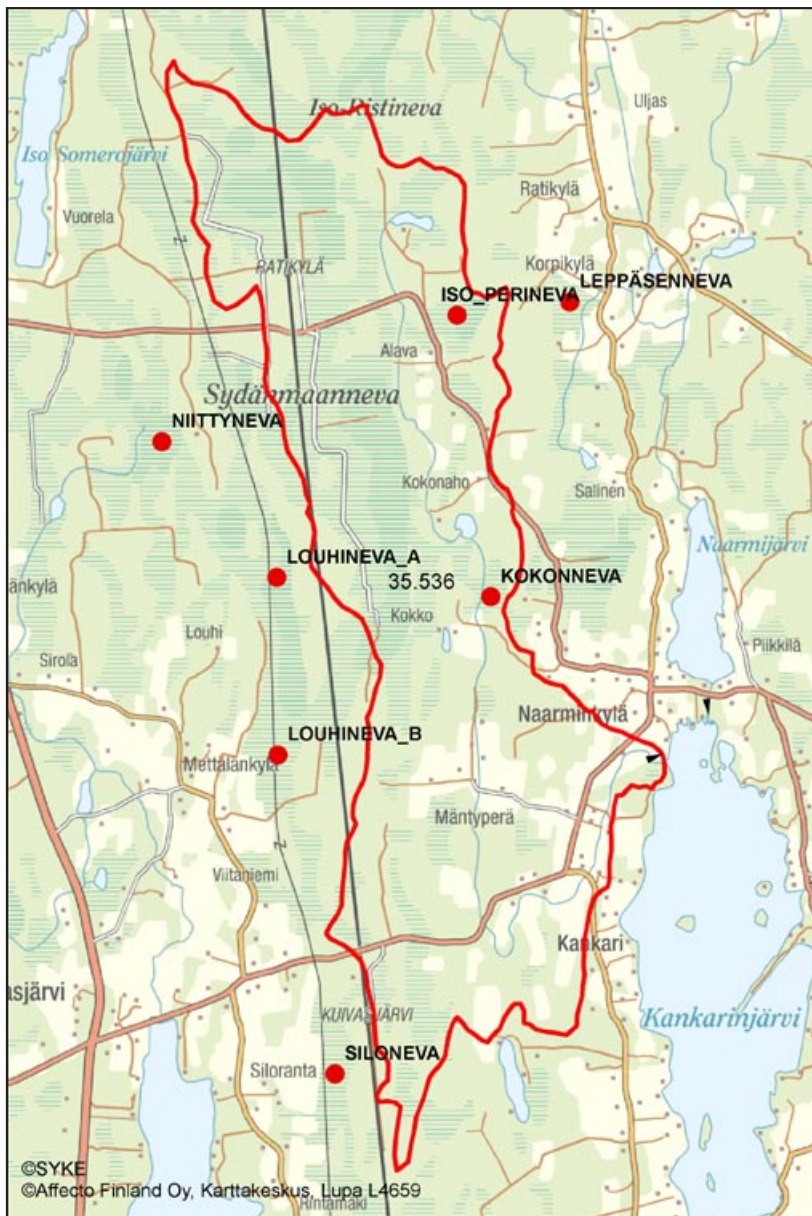 Iso-Ristineva
Uljas
Iso Somerojärvi
Ratikylä
Vuorela
Korpikylä
RATIKYLÄ
LEPPÄSENNEVA
ISO_PERINEVA
Alava
Sydänmaanneva
NIITTYNEVA
Kokonaho
Salinen
Naarmijärvi
LOUHINEVA_A
35.536
KOKONNEVA
änkylä
Kokko
Louhi
Sirola
Piikkilä
Naarminkylä
LOUHINEVA_B
Mettälänkylä
Mäntyperä
Viitaniemi
Kankari
asjärvi
KUIVASJÄRVI
Kankarinjärvi
SILONEVA
Siloranta
©SYKE
©Affecto Finland Oy, Karttakeskus, Lupa L4659
Rintamäki